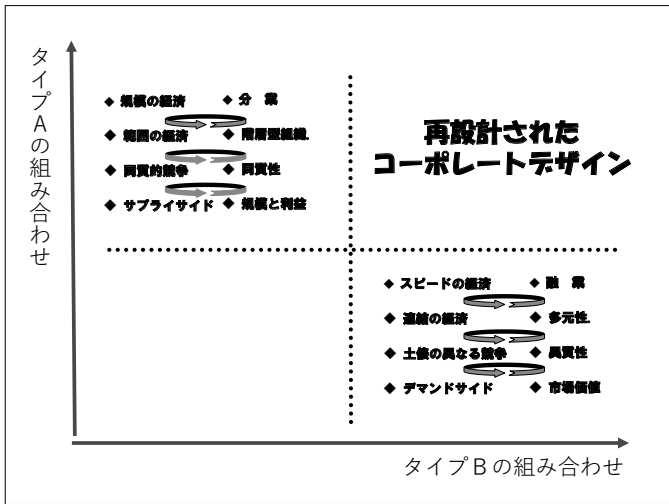 タイプAの組み合わせ
◆ 規模の経済 ◆ 分　業
◆ 範囲の経済 ◆ 階層型組織.
◆ 同質的競争 ◆ 同質性
◆ サプライサイド ◆ 規模と利益
再設計された
コーポレートデザイン
◆ スピードの経済 ◆ 融　業
◆ 連結の経済 ◆ 多元性.
◆ 土俵の異なる競争 ◆ 異質性
◆ デマンドサイド ◆ 市場価値
タイプBの組み合わせ